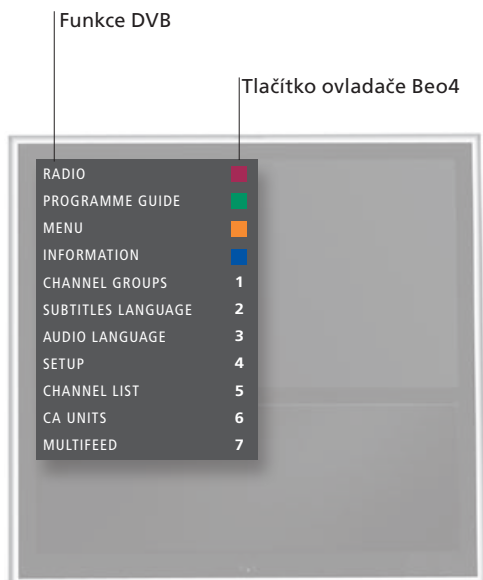 Funkce DVB
Tlačítko ovladače Beo4
RADIO
PROGRAMME GUIDE
MENU
INFORMATION
CHANNEL GROUPS 1
SUBTITLES LANGUAGE 2
AUDIO LANGUAGE 3
SETUP 4
CHANNEL LIST 5
CA UNITS 6
MULTIFEED 7